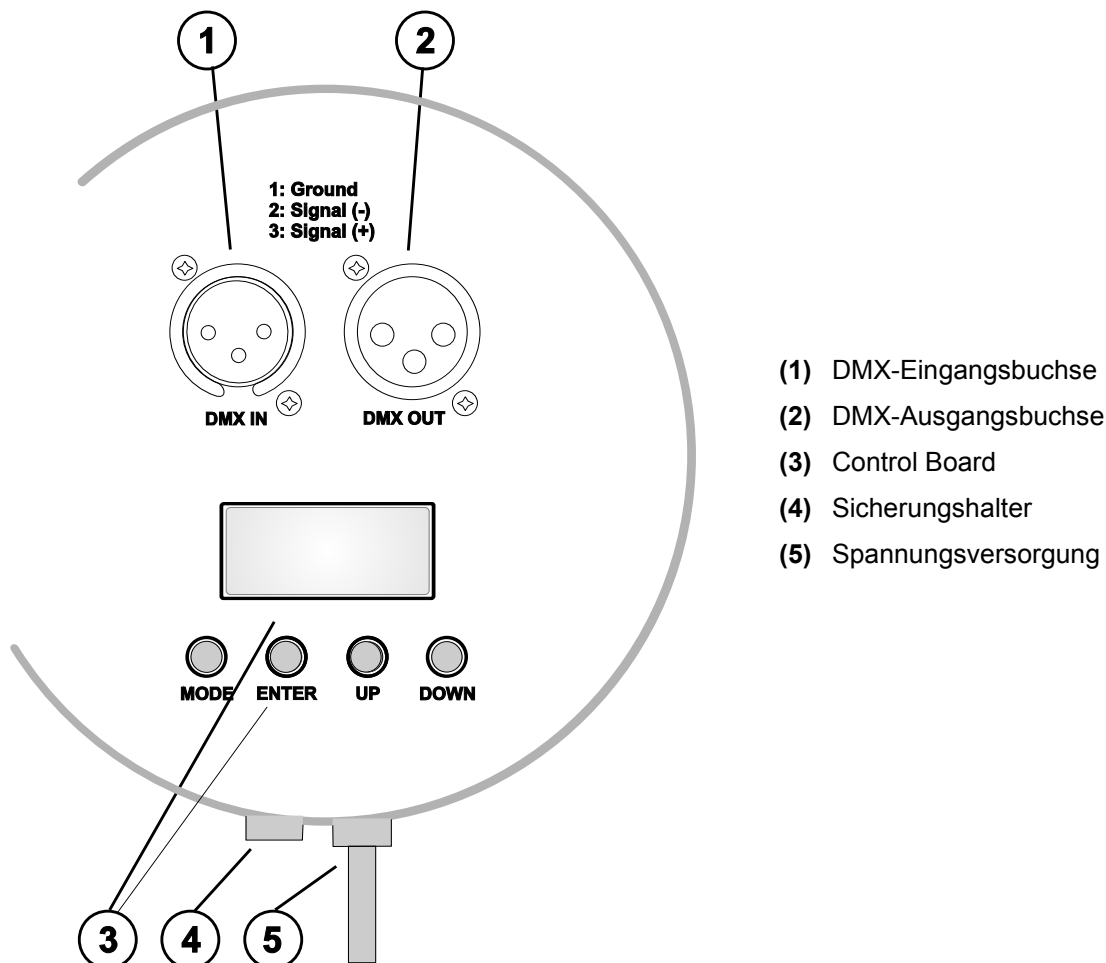 1
2
1: Ground
2: Signal (-)
3: Signal (+)
DMX IN
DMX OUT
(1) DMX-Eingangsbuchse
(2) DMX-Ausgangsbuchse
(3) Control Board
(4) Sicherungshalter
(5) Spannungsversorgung
MODE
ENTER
UP
DOWN
3
4
5